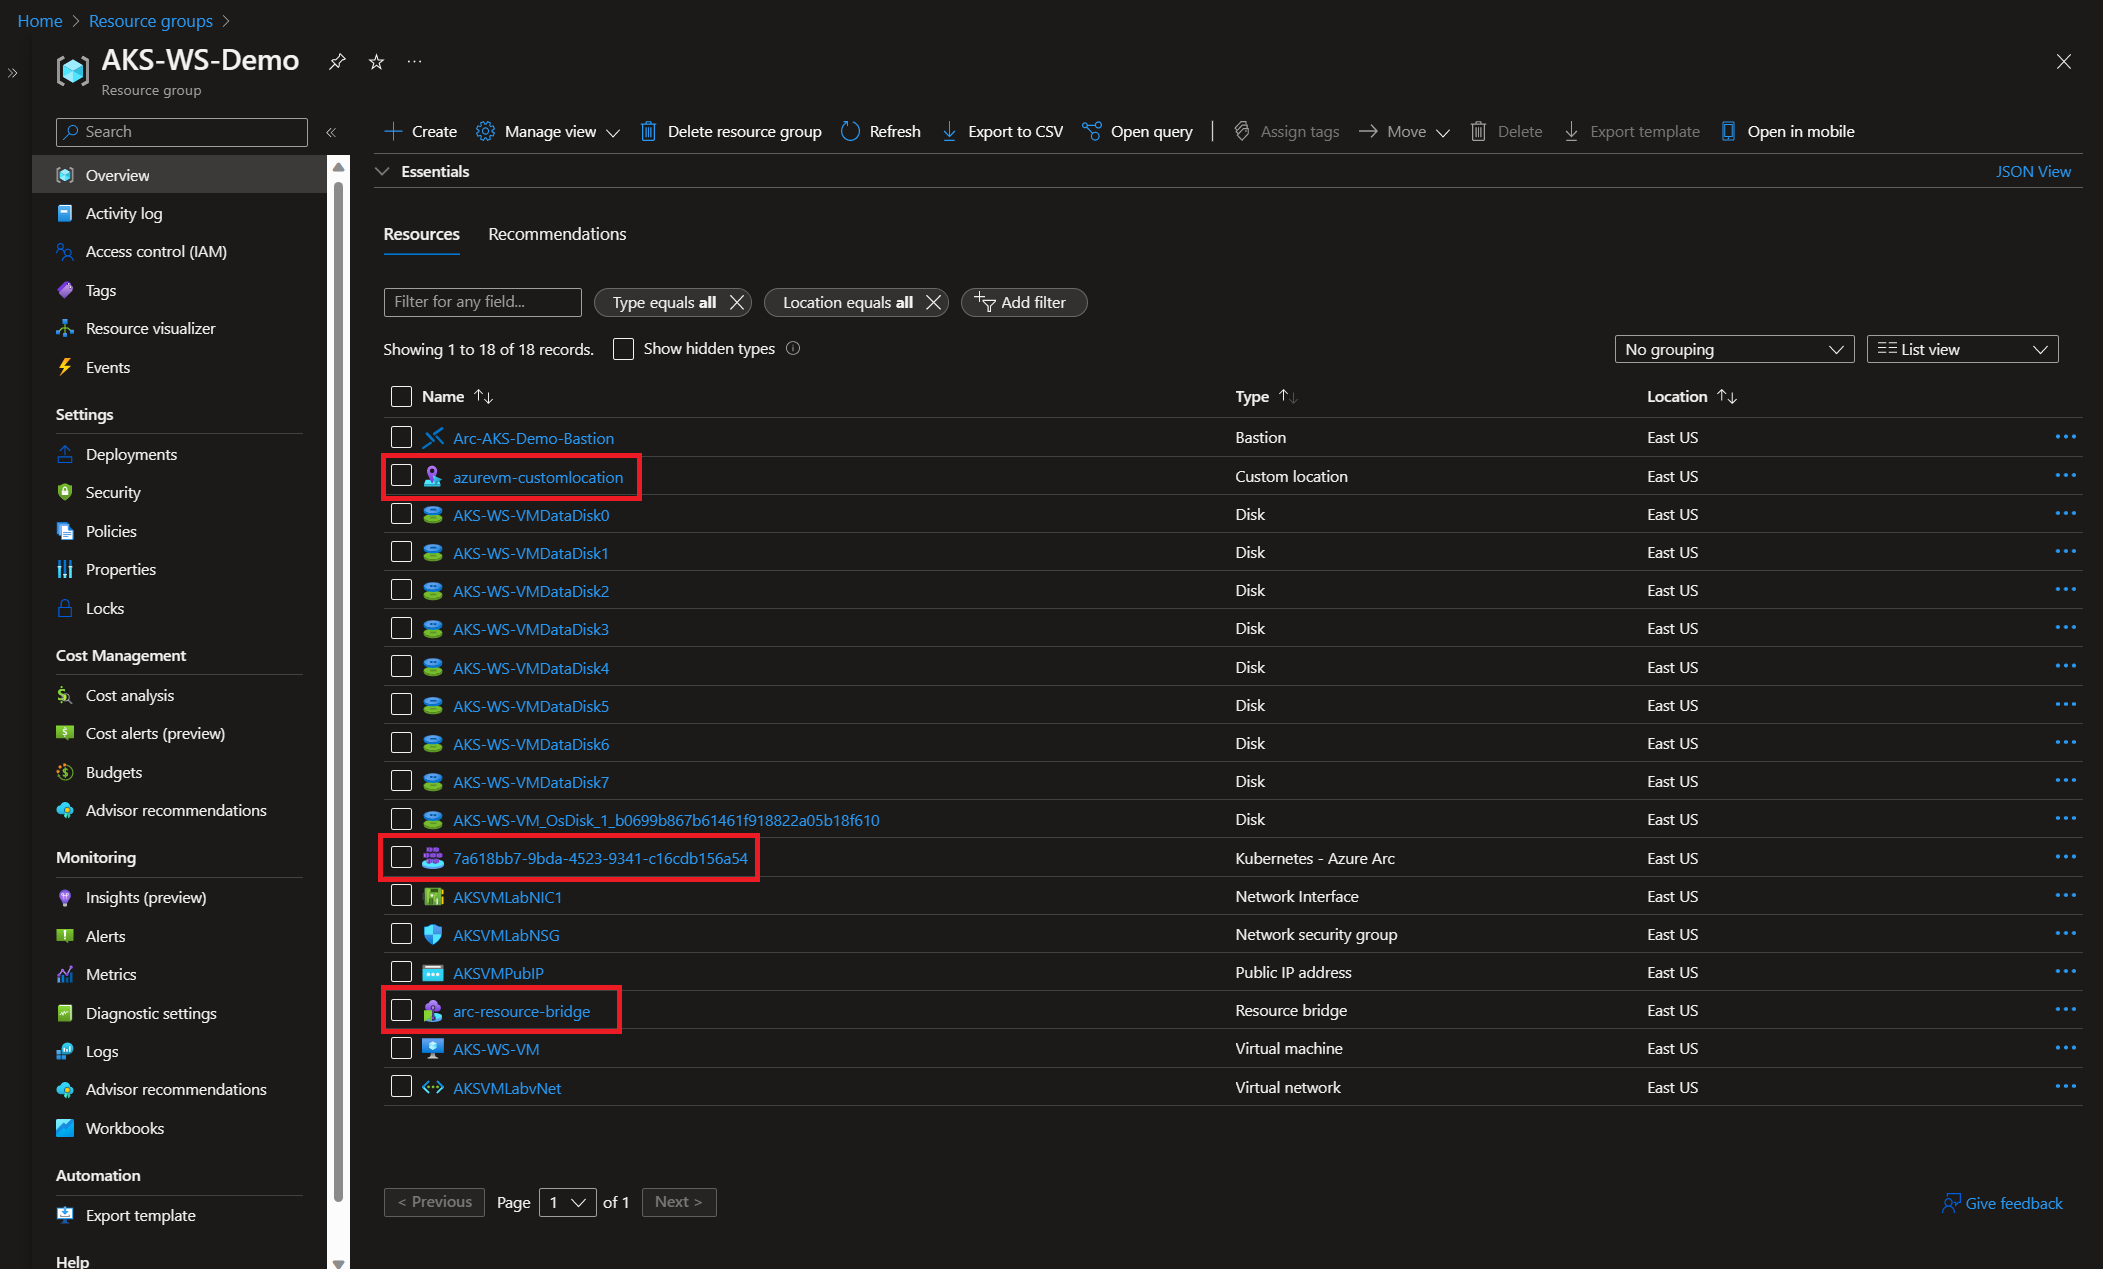 Home > Resource groups >
AKS-WS-Demo
Resource group
Search
Create Manage view Delete resource group Refresh Export to CSV Open query Assign tags Move Delete Export template Open in mobile
Essentials
JSON View
Overview
Activity log
Access control (IAM)
Tags
Resource visualizer
Events
Settings
Deployments
Security
Policies
Properties
Locks
Cost Management
Cost analysis
Cost alerts (preview)
Budgets
Advisor recommendations
Monitoring
Insights (preview)
Alerts
Metrics
Diagnostic settings
Logs
Advisor recommendations
Workbooks
Automation
Export template
Help
Resources Recommendations
Filter for any field... Type equals all Location equals all Add filter
Showing 1 to 18 of 18 records. Show hidden types No grouping List view
Name Type Location
Arc-AKS-Demo-Bastion Bastion East US
azurevm-customlocation Custom location East US
AKS-WS-VMDataDisk0 Disk East US
AKS-WS-VMDataDisk1 Disk East US
AKS-WS-VMDataDisk2 Disk East US
AKS-WS-VMDataDisk3 Disk East US
AKS-WS-VMDataDisk4 Disk East US
AKS-WS-VMDataDisk5 Disk East US
AKS-WS-VMDataDisk6 Disk East US
AKS-WS-VMDataDisk7 Disk East US
AKS-WS-VM_OsDisk_1_b0699b867b61461f918822a05b18f610 Disk East US
7a618bb7-9bda-4523-9341-c16cdb156a54 Kubernetes - Azure Arc East US
AKSVMLabNIC1 Network Interface East US
AKSVMLabNSG Network security group East US
AKSVMPubIP Public IP address East US
arc-resource-bridge Resource bridge East US
AKS-WS-VM Virtual machine East US
AKSVMLabvNet Virtual network East US
< Previous Page 1 of 1 Next >
Give feedback